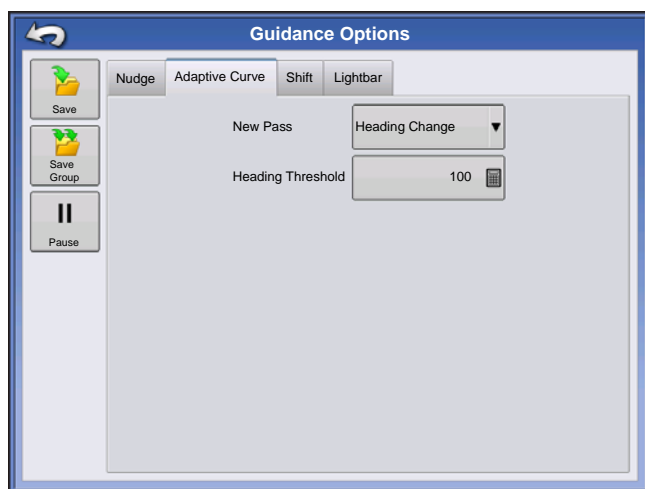 Guidance Options
Save
Save
Group
Pause
Nudge
Adaptive Curve
Shift
Lightbar
New Pass
Heading Change
Heading Threshold
100